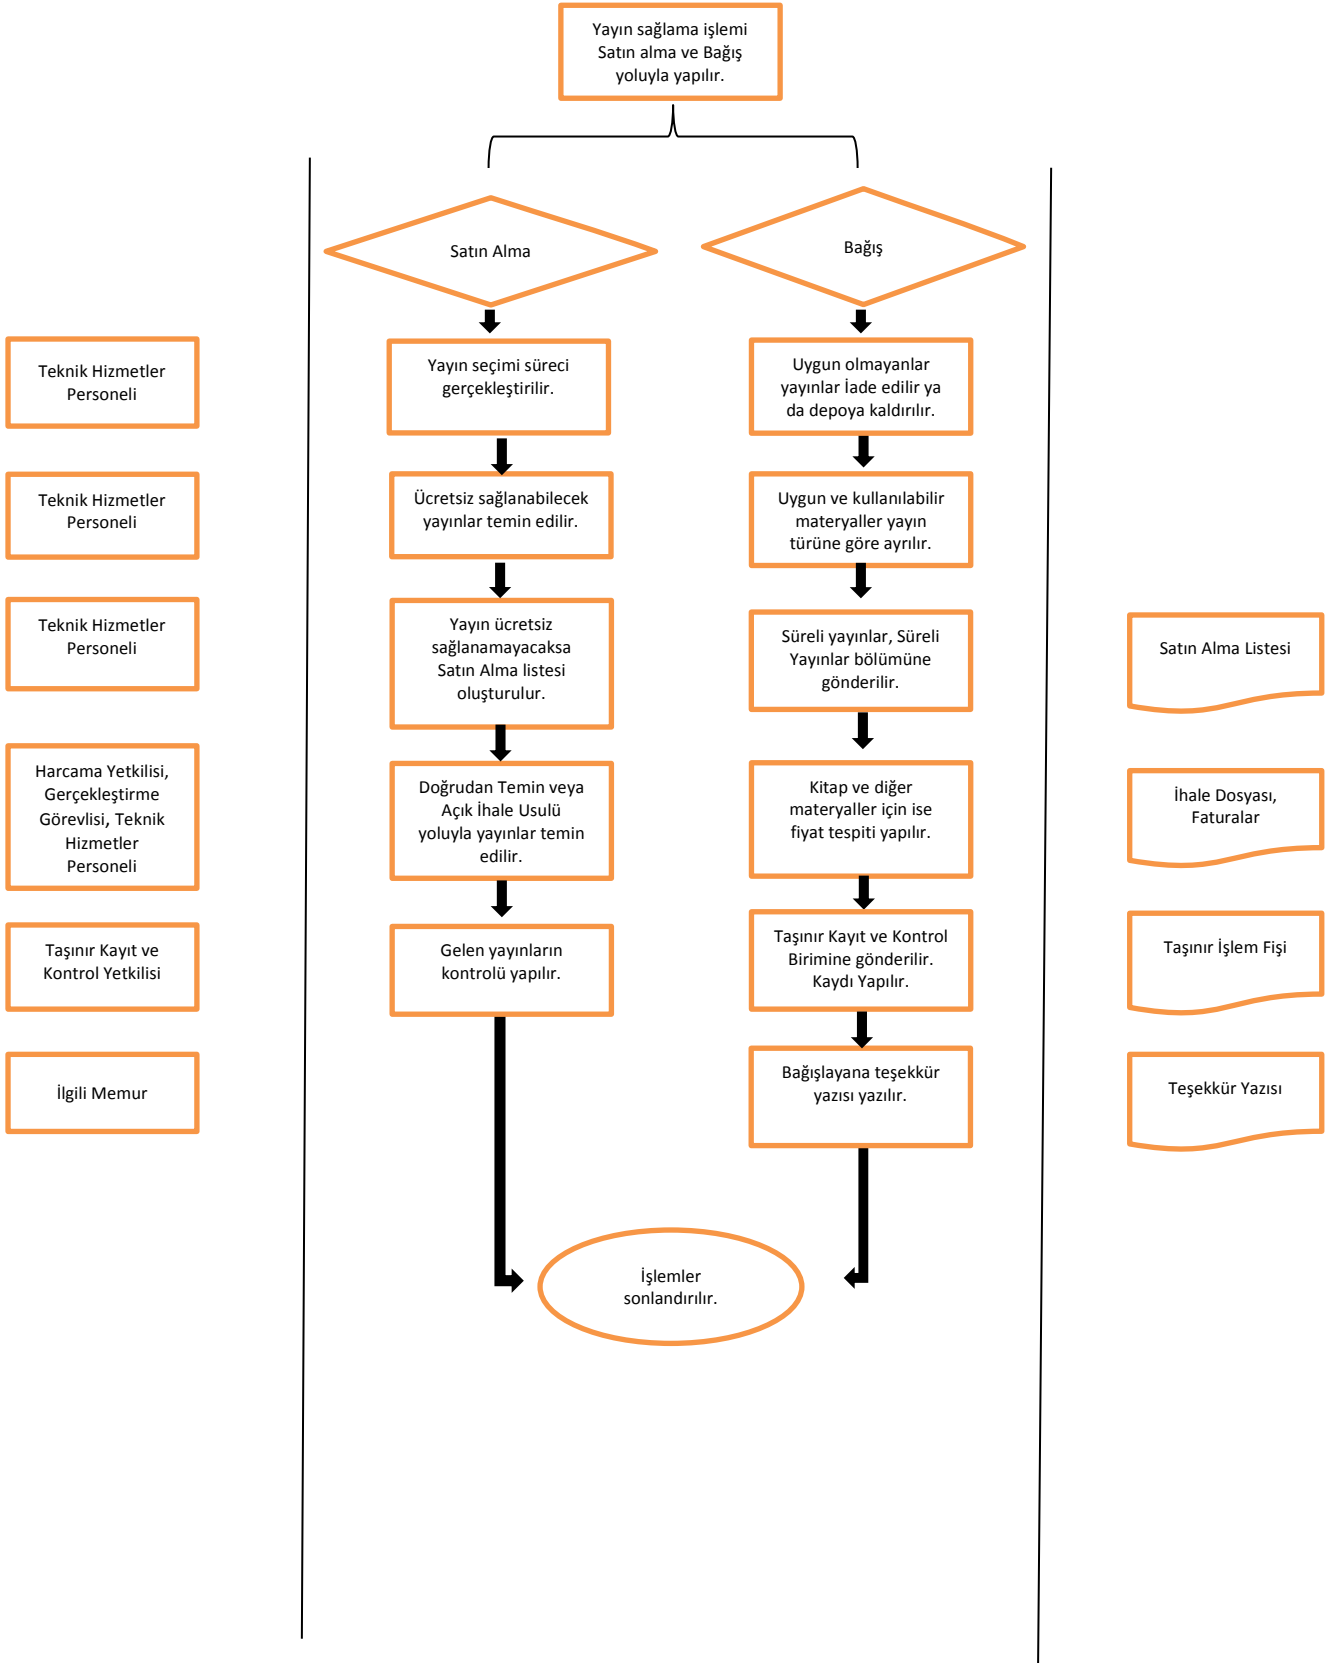 Yayın sağlama işlemi
Satın alma ve Bağış
yoluyla yapılır.
Satın Alma
Bağış
Teknik Hizmetler
Personeli
Yayın seçimi süreci
gerçekleştirilir.
Uygun olmayanlar
yayınlar İade edilir ya
da depoya kaldırılır.
Teknik Hizmetler
Personeli
Ücretsiz sağlanabilecek
yayınlar temin edilir.
Uygun ve kullanılabilir
materyaller yayın
türüne göre ayrılır.
Teknik Hizmetler
Personeli
Yayın ücretsiz
sağlanamayacaksa
Satın Alma listesi
oluşturulur.
Süreli yayınlar, Süreli
Yayınlar bölümüne
gönderilir.
Satın Alma Listesi
Harcama Yetkilisi,
Gerçekleştirme
Görevlisi, Teknik
Hizmetler
Personeli
Doğrudan Temin veya
Açık İhale Usulü
yoluyla yayınlar temin
edilir.
Kitap ve diğer
materyaller için ise
fiyat tespiti yapılır.
İhale Dosyası,
Faturalar
Taşınır Kayıt ve
Kontrol Yetkilisi
Gelen yayınların
kontrolü yapılır.
Taşınır Kayıt ve Kontrol
Birimine gönderilir.
Kaydı Yapılır.
Taşınır İşlem Fişi
İlgili Memur
Bağışlayana teşekkür
yazısı yazılır.
Teşekkür Yazısı
İşlemler
sonlandırılır.